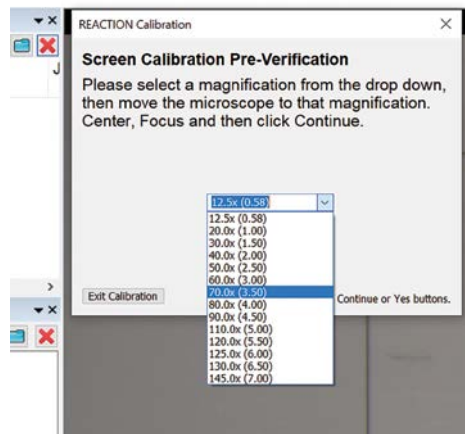 REACTION Calibration
Screen Calibration Pre-Verification
Please select a magnification from the drop down,
then move the microscope to that magnification.
Center, Focus and then click Continue.
12.5x (0.58)
12.5x (0.58)
20.0x (1.00)
30.0x (1.50)
40.0x (2.00)
50.0x (2.50)
60.0x (3.00)
70.0x (3.50)
80.0x (4.00)
90.0x (4.50)
110.0x (5.00)
120.0x (5.50)
125.0x (6.00)
130.0x (6.50)
145.0x (7.00)
Exit Calibration
Continue or Yes buttons.